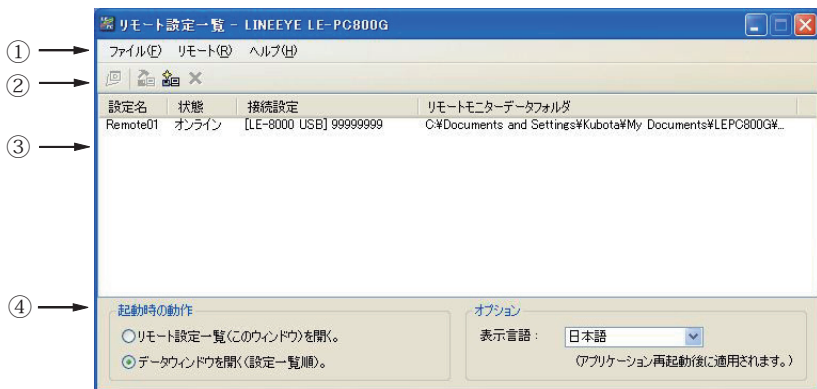 リモート設定一覧 - LINEEYE LE-PC800G
① ファイル(F) リモート(R) ヘルプ(H)
②
設定名 状態 接続設定 リモートモニターデータフォルダ
Remote01 オンライン [LE-8000 USB] 99999999 C:¥Documents and Settings¥Kubota¥My Documents¥LEPC800G¥...
③
④
起動時の動作
リモート設定一覧(このウィンドウ)を開く。
データウィンドウを開く(設定一覧順)。
オプション
表示言語: 日本語
(アプリケーション再起動後に適用されます。)